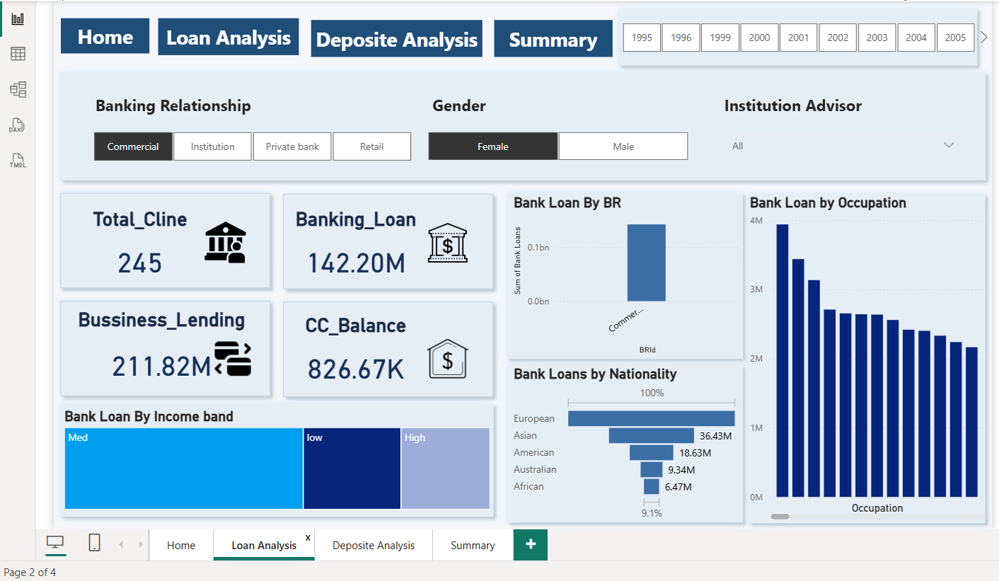 Home
Loan Analysis
Deposite Analysis
Summary
1995 1996 1999 2000 2001 2002 2003 2004 2005
Banking Relationship
Commercial Institution Private bank Retail
Gender
Female Male
Institution Advisor
All
Total_Cline
245
Banking_Loan
142.20M
Bussiness_Lending
211.82M
CC_Balance
826.67K
Bank Loan By Income band
Med
low
High
Bank Loan By BR
Sum of Bank Loans
0.1bn
0.0bn
Commer...
BRId
Bank Loans by Nationality
100%
European
Asian 36.43M
American 18.63M
Australian 9.34M
African 6.47M
9.1%
Bank Loan by Occupation
4M
3M
2M
1M
0M
Occupation
DAX
TMDL
Home
Loan Analysis x
Deposite Analysis
Summary
+
Page 2 of 4